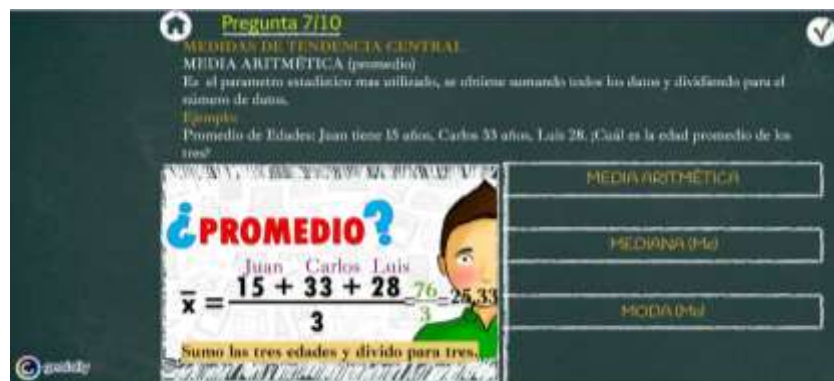 Pregunta 7/10
MEDIDAS DE TENDENCIA CENTRAL
MEDIA ARITMÉTICA (promedio)
Es el parametro estadístico mas utilizado, se obtiene sumando todos los datos y dividiendo para el
número de datos.
Ejemplo:
Promedio de Edades: Juan tiene 15 años, Carlos 33 años, Luis 28. ¿Cuál es la edad promedio de los
tres?
¿PROMEDIO?
Juan Carlos Luis
x̅ = 15 + 33 + 28 = 76 = 25,33
3 3
Sumo las tres edades y divido para tres.
MEDIA ARITMÉTICA
MEDIANA (Me)
MODA (Mo)
genially